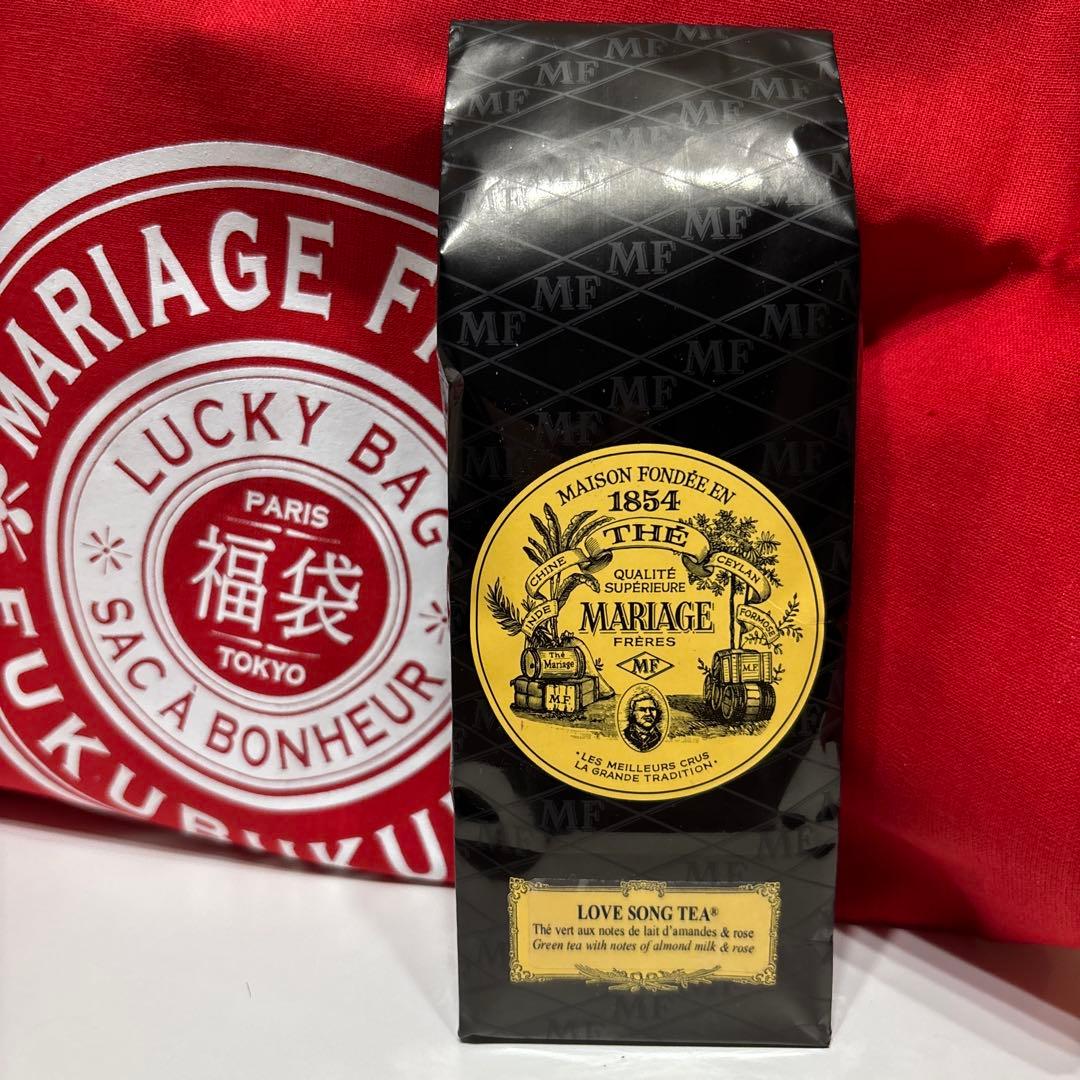 MARIAGE F
LUCKY BAG
PARIS
福袋
TOKYO
SAC À BONHEUR
FUKUBUKU
MF
MAISON FONDÉE EN
1854
THÉ
CHINE
CEYLAN
INDE
FORMOSE
QUALITÉ
SUPÉRIEURE
MARIAGE
FRÈRES
MF
Thé
Mariage
M.F
M.F
•LES MEILLEURS CRUS
LA GRANDE TRADITION•
LOVE SONG TEA®
Thé vert aux notes de lait d'amandes & rose
Green tea with notes of almond milk & rose